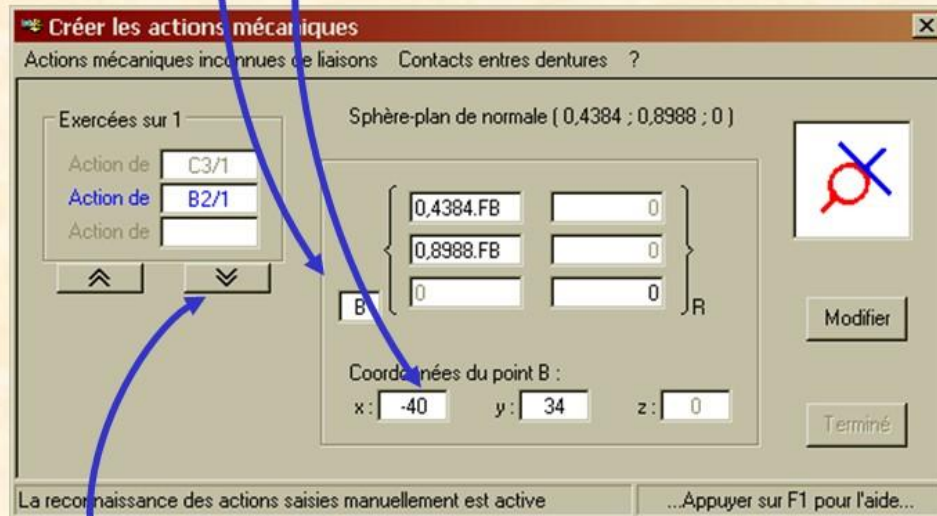 Créer les actions mécaniques
Actions mécaniques inconnues de liaisons Contacts entres dentures ?
Exercées sur 1
Sphère-plan de normale ( 0,4384 ; 0,8988 ; 0 )
Action de C3/1
Action de B2/1
Action de
0,4384.FB 0
0,8988.FB 0
0 0
B R
Modifier
Coordonnées du point B :
x : -40 y : 34 z : 0
Terminé
La reconnaissance des actions saisies manuellement est active ...Appuyer sur F1 pour l'aide...